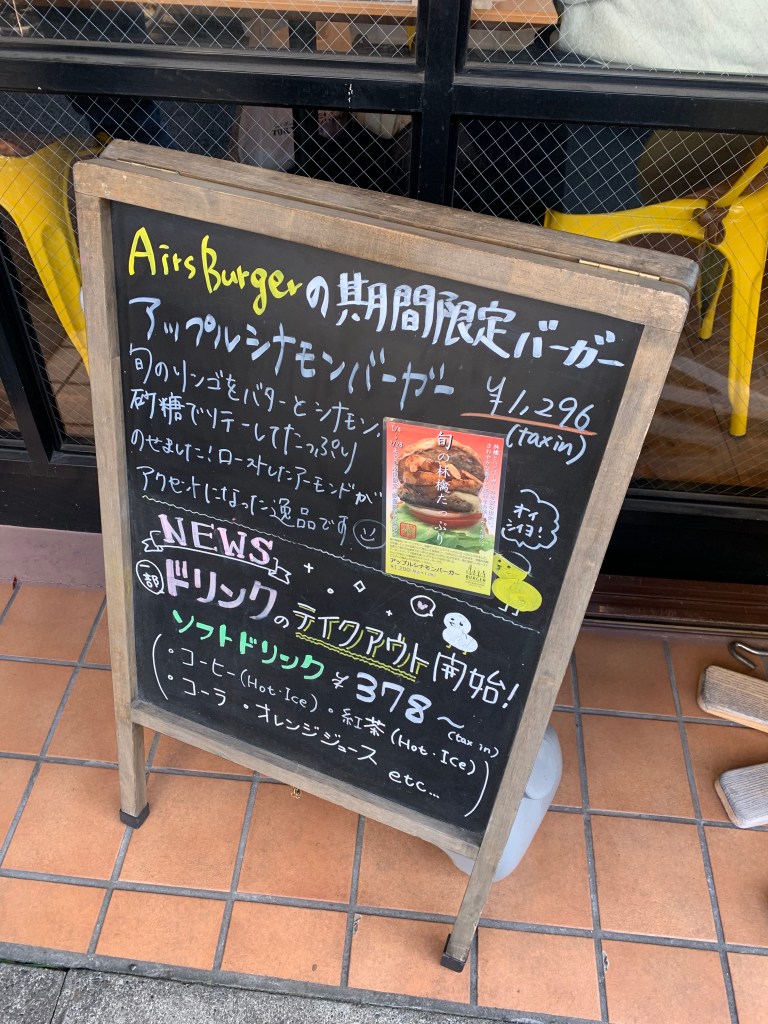 AirsBurgerの期間限定バーガー
アップルシナモンバーガー
¥1,296
(tax in)
旬のリンゴをバターとシナモン、
砂糖でソテーしてたっぷり
のせました!ローストしたアーモンドが
アクセントになった逸品です
旬の林檎たっぷり
アップルシナモンバーガー
BURGER
オイシイヨ!
NEWS
一部ドリンクのテイクアウト開始!
ソフトドリンク ¥378~
(tax in)
(・コーヒー(Hot・Ice) ・紅茶(Hot・Ice)
・コーラ ・オレンジジュース etc...)